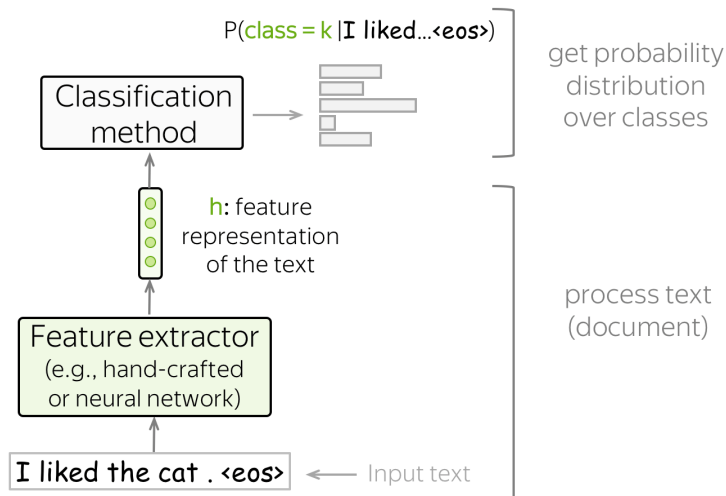 P(class = k |I liked...<eos>)
get probability
distribution
over classes
Classification
method
h: feature
representation
of the text
process text
(document)
Feature extractor
(e.g., hand-crafted
or neural network)
I liked the cat . <eos>
Input text